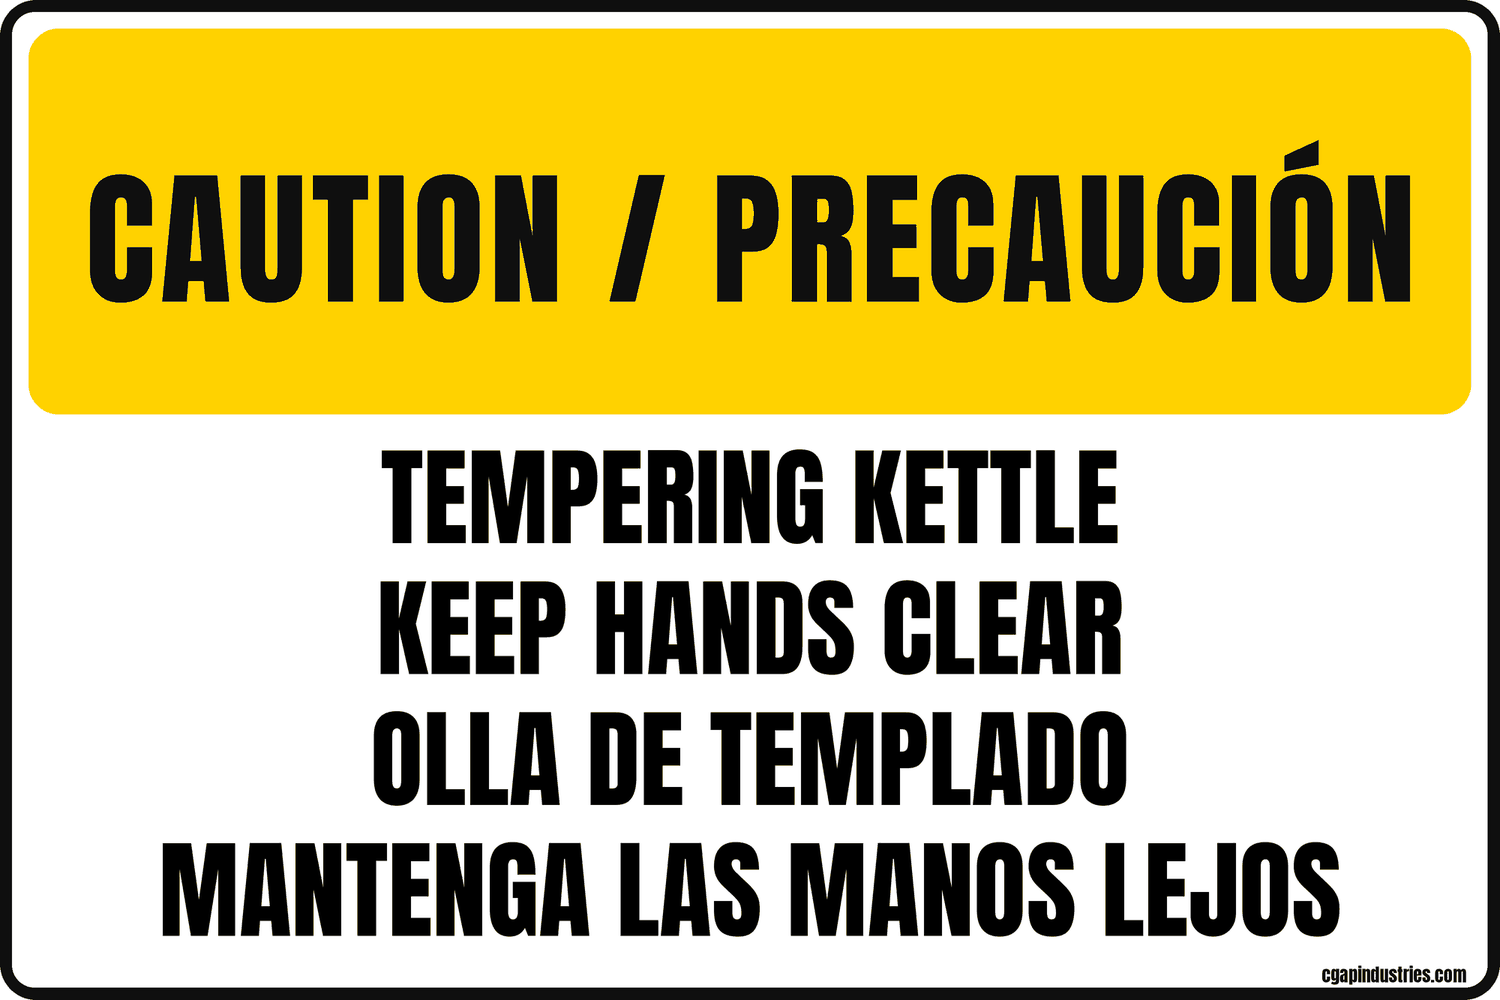 CAUTION / PRECAUCIÓN
TEMPERING KETTLE
KEEP HANDS CLEAR
OLLA DE TEMPLADO
MANTENGA LAS MANOS LEJOS
cgapindustries.com